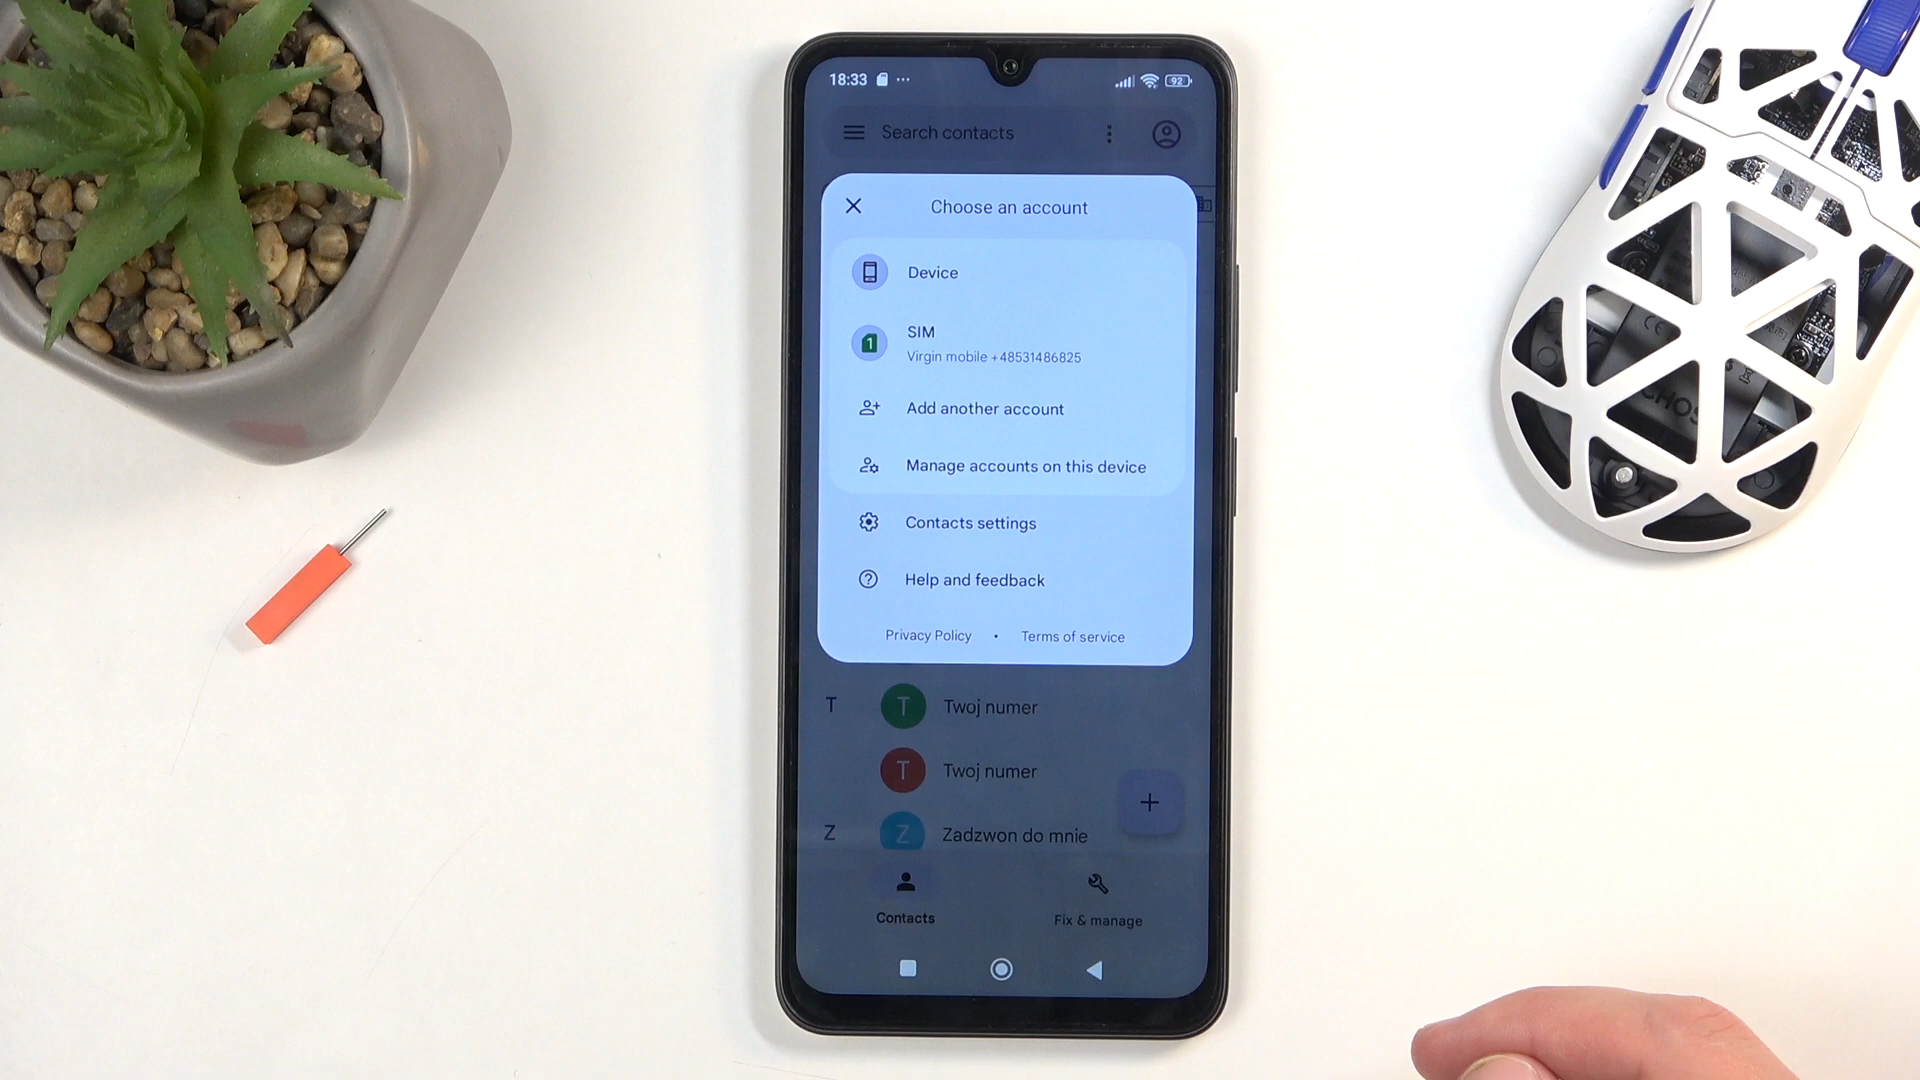 18:33
92
Search contacts
Choose an account
Device
1
SIM
Virgin mobile +48531486825
Add another account
Manage accounts on this device
Contacts settings
Help and feedback
Privacy Policy • Terms of service
T T Twoj numer
T Twoj numer
Z Z Zadzwon do mnie
Contacts
Fix & manage